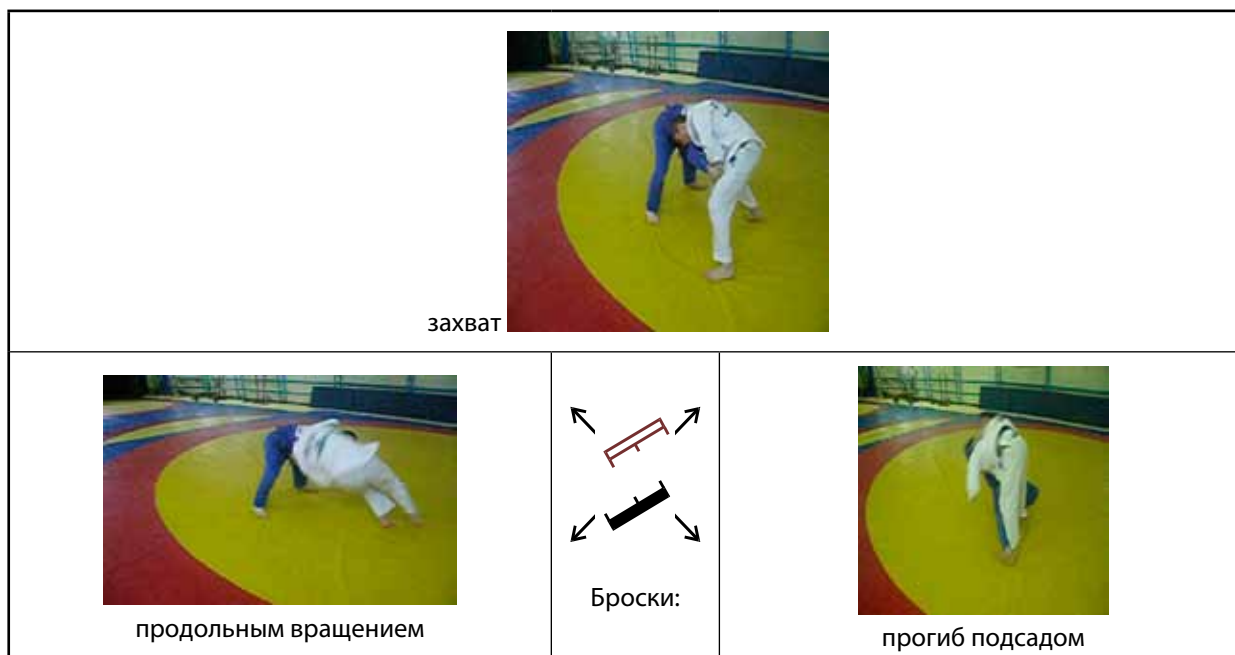 захват
Броски:
продольным вращением
прогиб подсадом